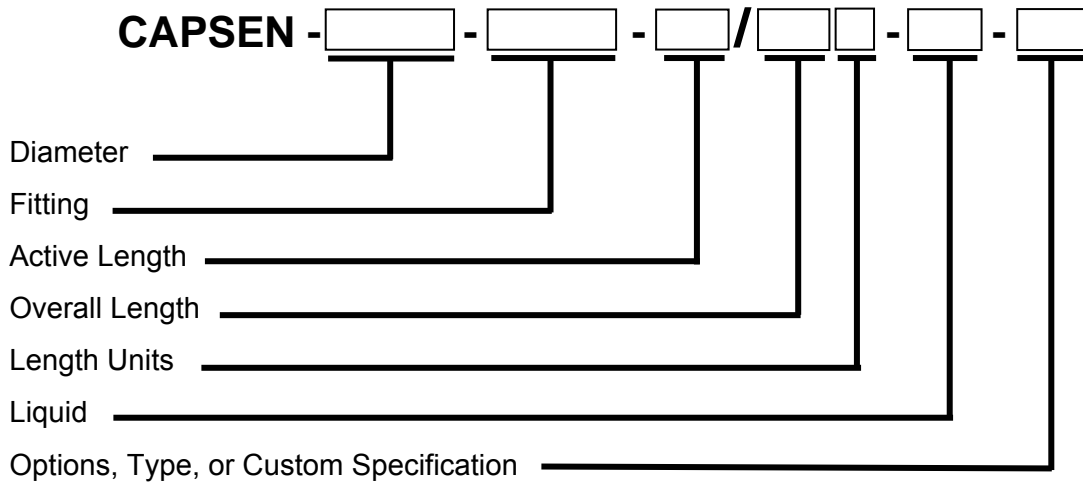 CAPSEN - - - / - -
Diameter
Fitting
Active Length
Overall Length
Length Units
Liquid
Options, Type, or Custom Specification